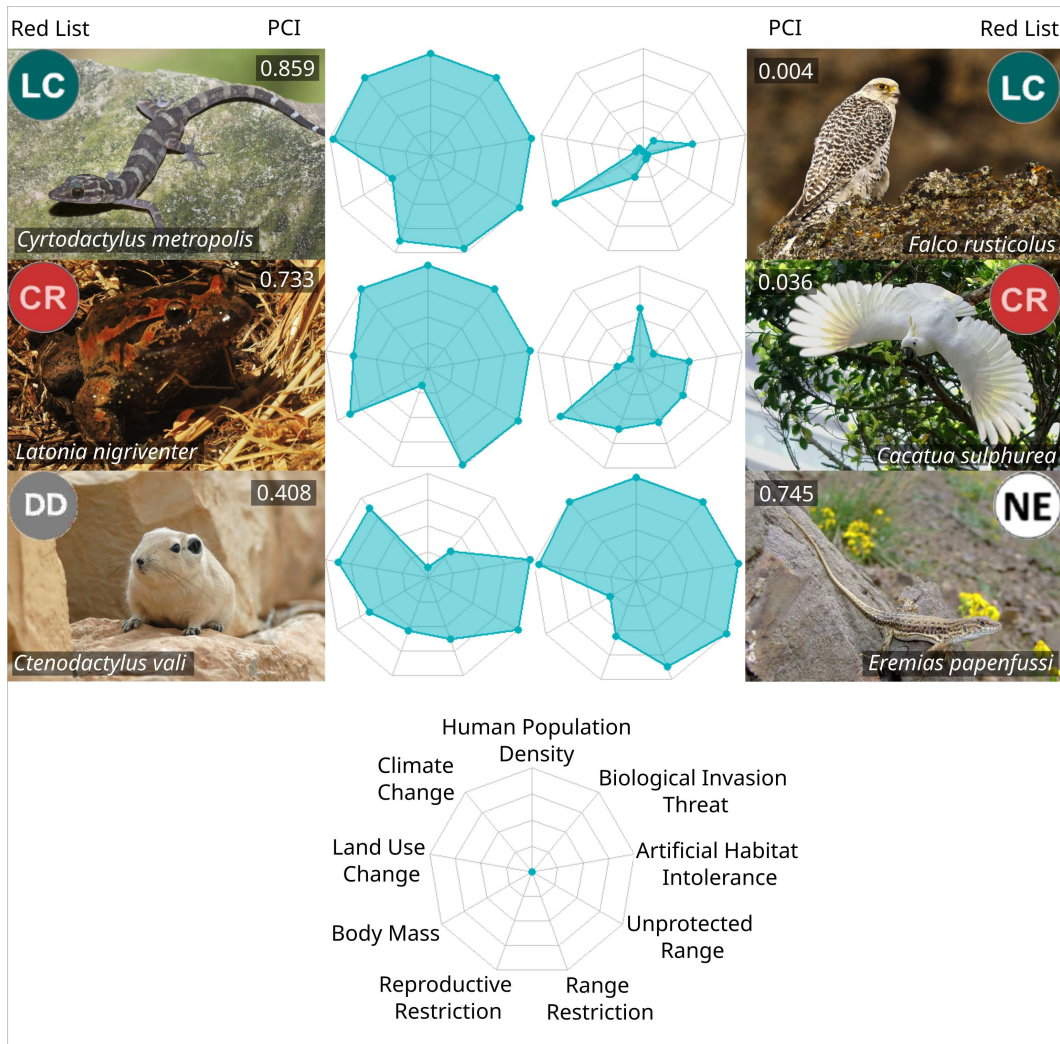 Red List
PCI
PCI
Red List
LC
0.859
Cyrtodactylus metropolis
0.004
LC
Falco rusticolus
CR
0.733
Latonia nigriventer
0.036
CR
Cacatua sulphurea
DD
0.408
Ctenodactylus vali
0.745
NE
Eremias papenfussi
Human Population
Density
Climate
Change
Biological Invasion
Threat
Land Use
Change
Artificial Habitat
Intolerance
Body Mass
Unprotected
Range
Reproductive
Restriction
Range
Restriction